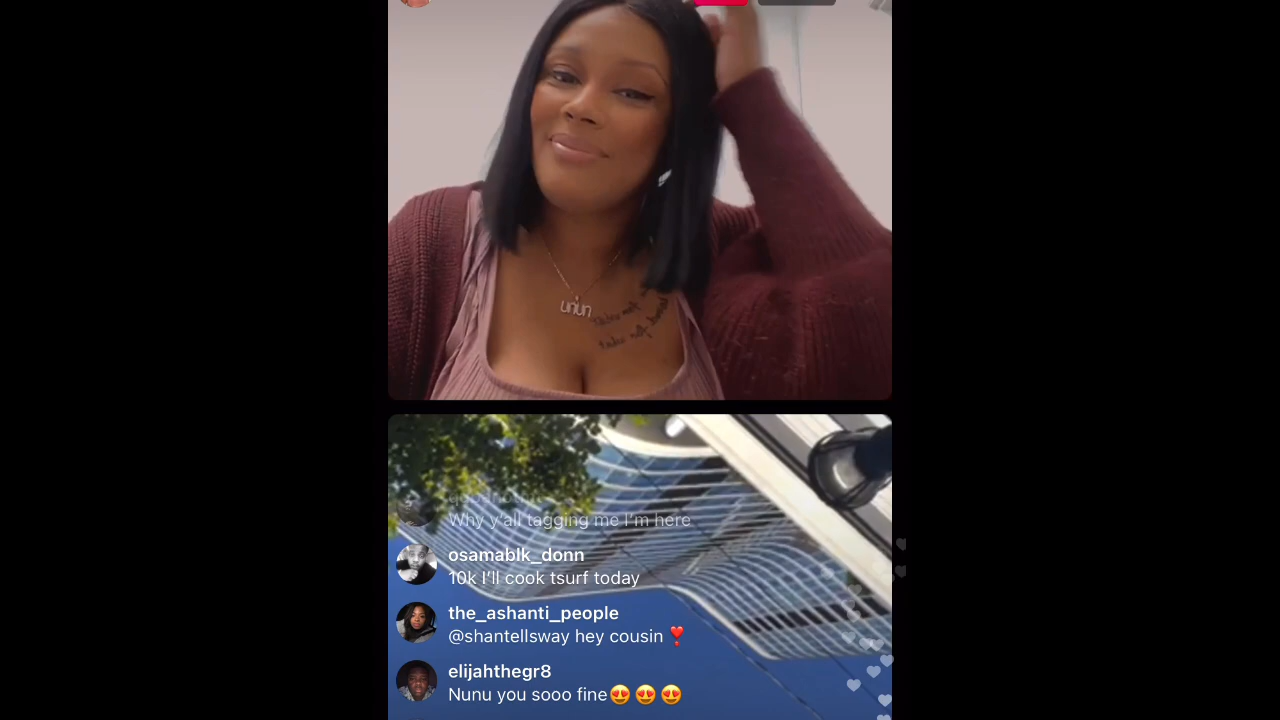 Why y'all tagging me I'm here
osamablk_donn
10k I'll cook tsurf today
the_ashanti_people
@shantellsway hey cousin ❣️
elijahthegr8
Nunu you sooo fine😍😍😍